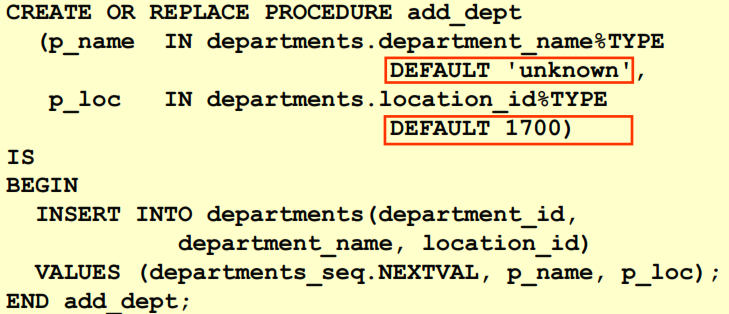 CREATE OR REPLACE PROCEDURE add_dept
(p_name IN departments.department_name%TYPE
DEFAULT 'unknown',
p_loc IN departments.location_id%TYPE
DEFAULT 1700)
IS
BEGIN
INSERT INTO departments(department_id,
department_name, location_id)
VALUES (departments_seq.NEXTVAL, p_name, p_loc);
END add_dept;